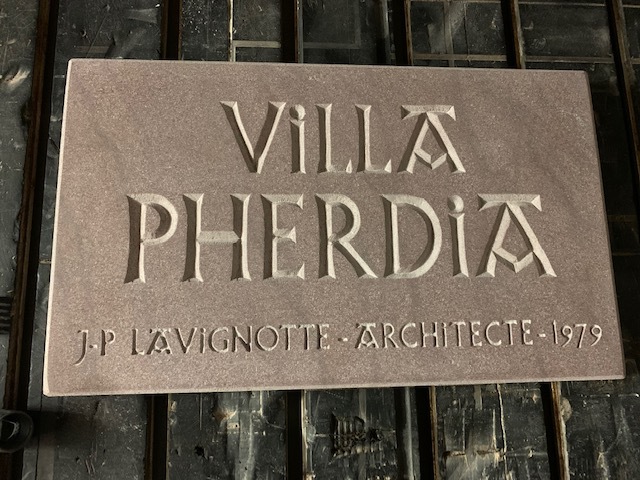 ViLLA
PHERDiA
J-P LAViGNOTTE - ARCHiTECTE - 1979